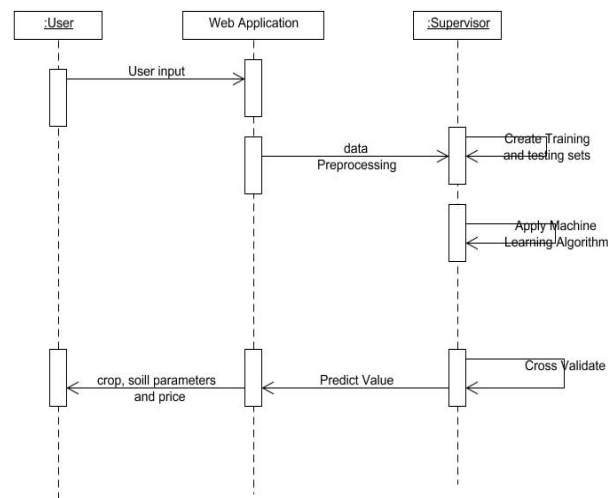 :User
Web Application
:Supervisor
User input
data
Preprocessing
Create Training
and testing sets
Apply Machine
Learning Algorithm
Cross Validate
Predict Value
crop, soill parameters
and price